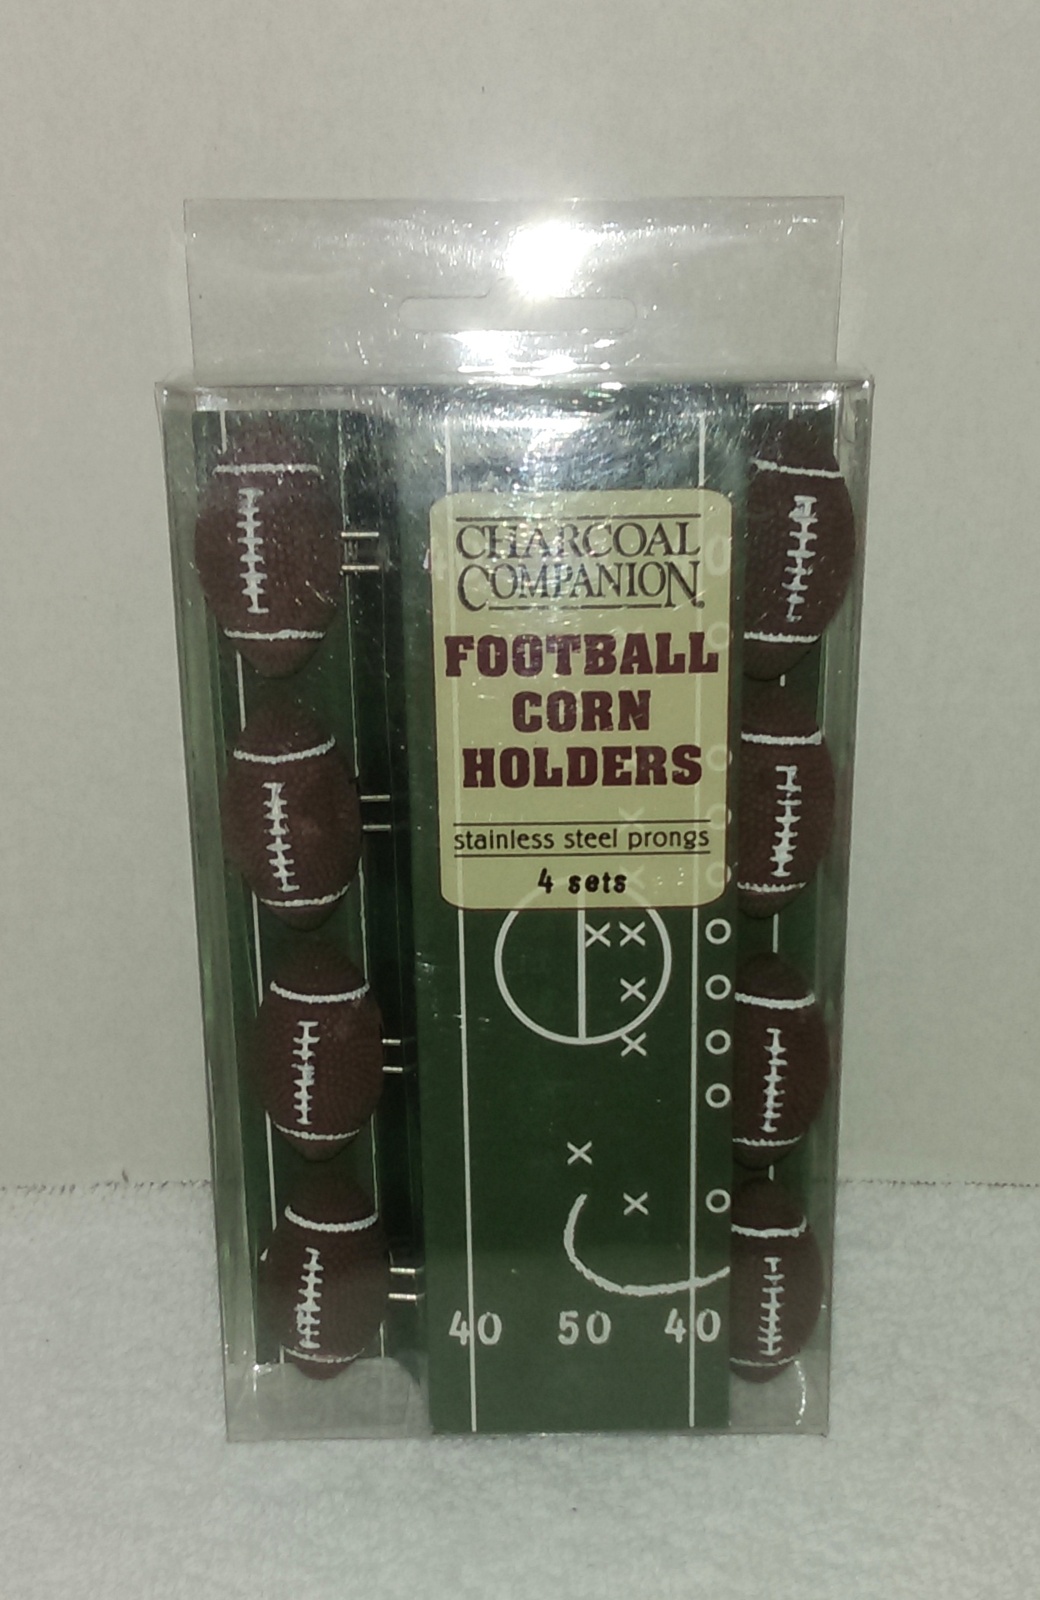 CHARCOAL
COMPANION®
FOOTBALL
CORN
HOLDERS
stainless steel prongs
4 sets
X X O
X O
X O
O
X
X O
40 50 40